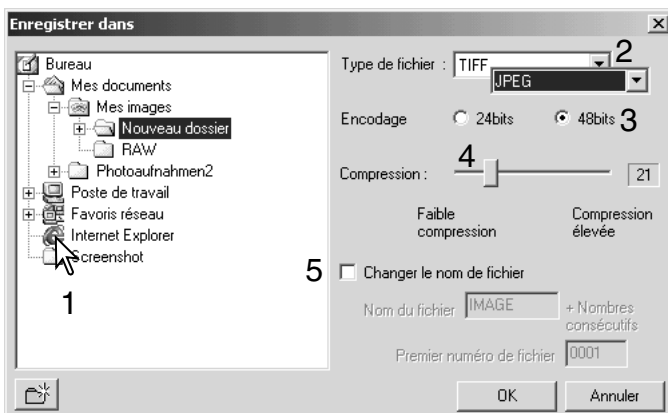 Enregistrer dans
Bureau
Mes documents
Mes images
Nouveau dossier
RAW
Photoaufnahmen2
Poste de travail
Favoris réseau
Internet Explorer
Screenshot
1
Type de fichier : TIFF 2
JPEG
Encodage 24bits 48bits 3
4
Compression : 21
Faible compression
Compression élevée
5 Changer le nom de fichier
Nom du fichier IMAGE + Nombres consécutifs
Premier numéro de fichier 0001
OK Annuler